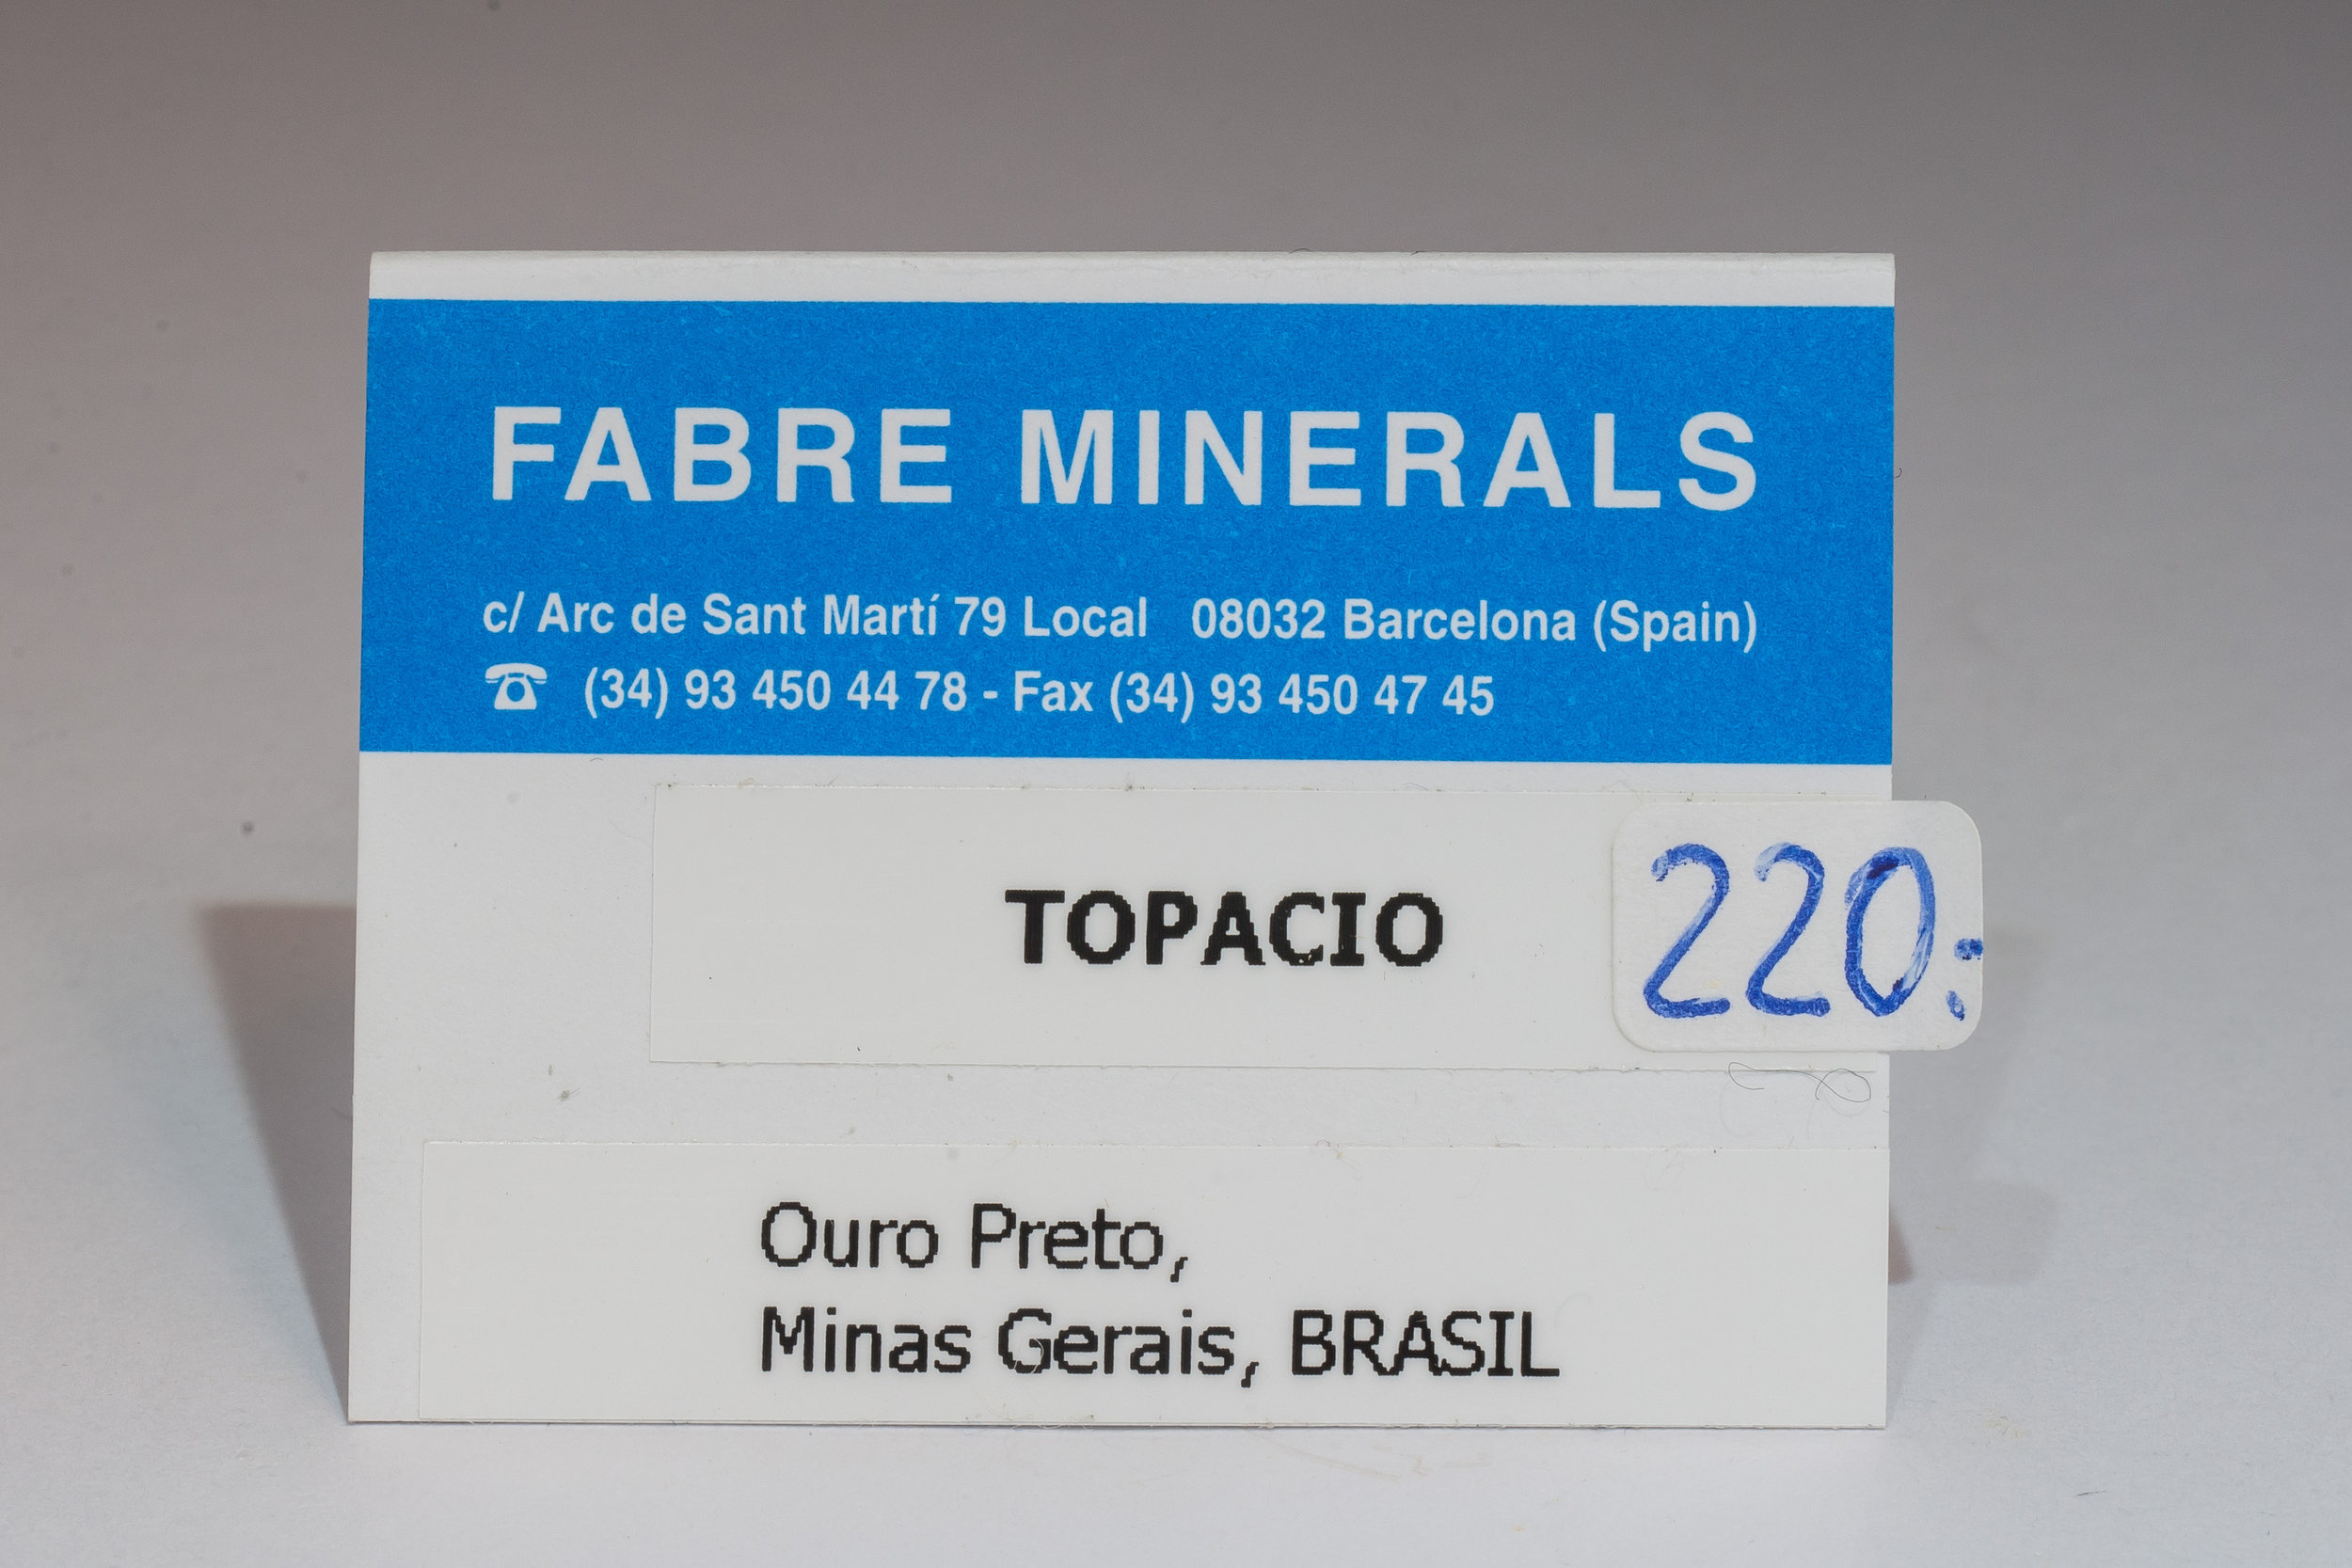 FABRE MINERALS
c/ Arc de Sant Martí 79 Local 08032 Barcelona (Spain)
☎ (34) 93 450 44 78 - Fax (34) 93 450 47 45
TOPACIO
220.-
Ouro Preto,
Minas Gerais, BRASIL